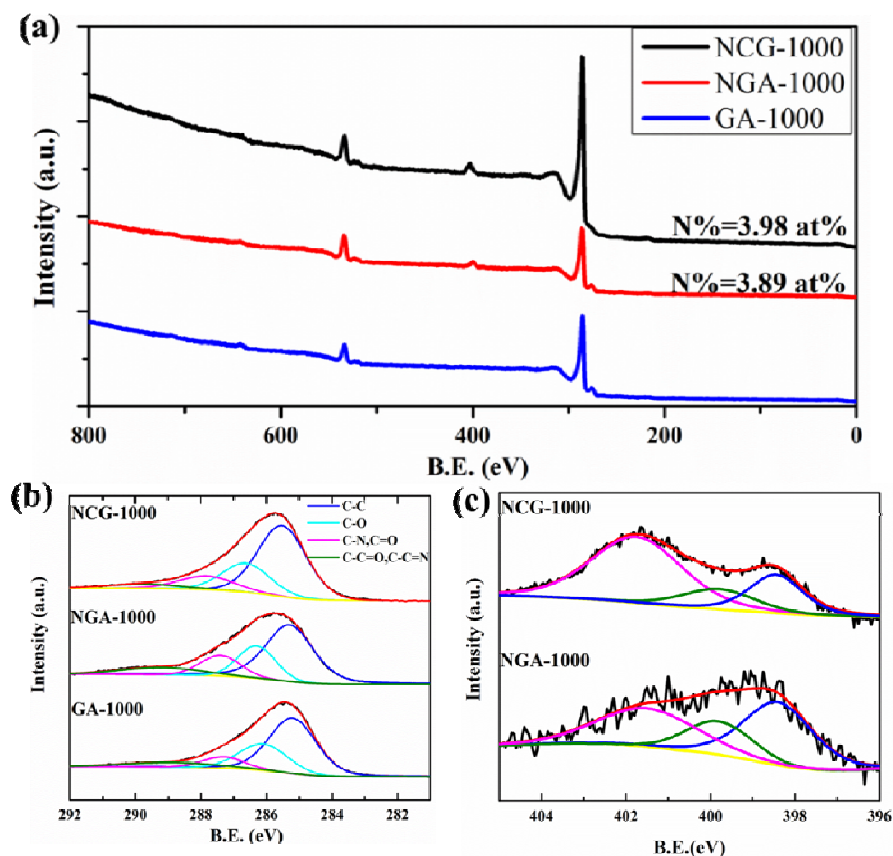 (a)
NCG-1000
NGA-1000
GA-1000
N%=3.98 at%
N%=3.89 at%
Intensity (a.u.)
800 600 400 200 0
B.E. (eV)
(b)
NCG-1000
C-C
C-O
C-N,C=O
C-C=O,C-C=N
NGA-1000
GA-1000
Intensity (a.u.)
292 290 288 286 284 282
B.E. (eV)
(c)
NCG-1000
NGA-1000
Intensity (a.u.)
404 402 400 398 396
B.E.(eV)